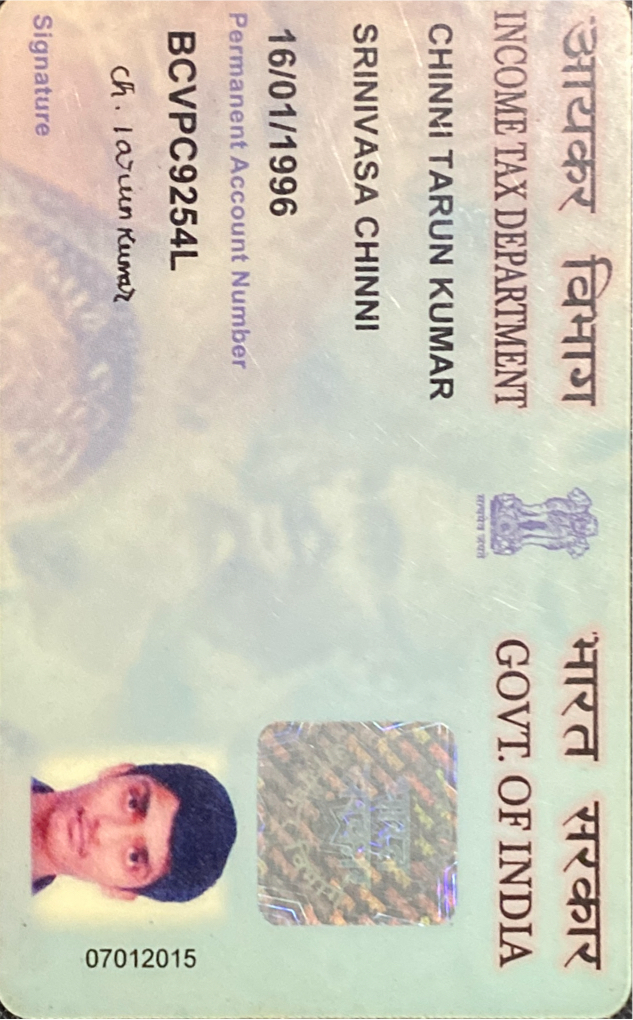 आयकर विभाग
INCOME TAX DEPARTMENT
सत्यमेव जयते
भारत सरकार
GOVT. OF INDIA
CHINNI TARUN KUMAR
SRINIVASA CHINNI
16/01/1996
Permanent Account Number
BCVPC9254L
Ch. Tarun Kumar
Signature
07012015